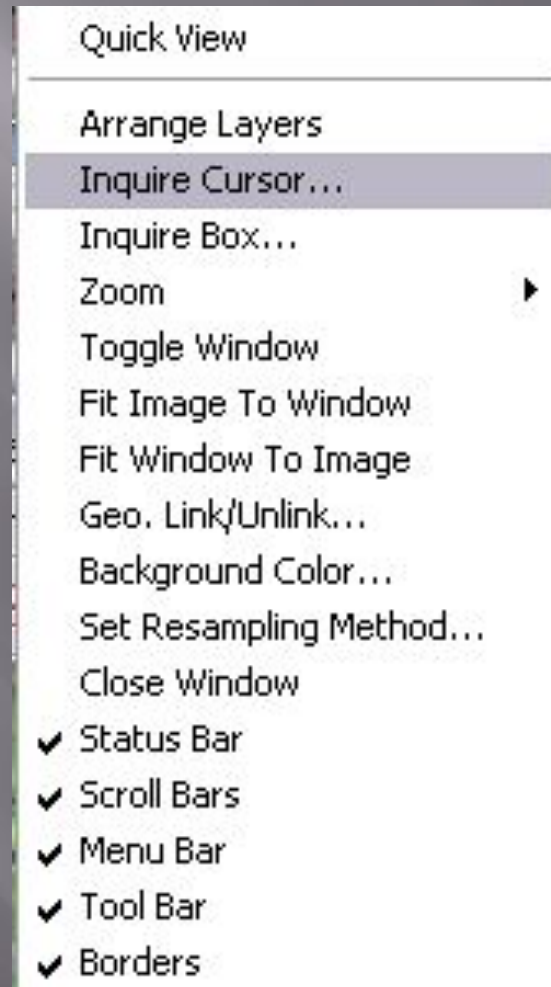 Quick View
Arrange Layers
Inquire Cursor...
Inquire Box...
Zoom
Toggle Window
Fit Image To Window
Fit Window To Image
Geo. Link/Unlink...
Background Color...
Set Resampling Method...
Close Window
Status Bar
Scroll Bars
Menu Bar
Tool Bar
Borders